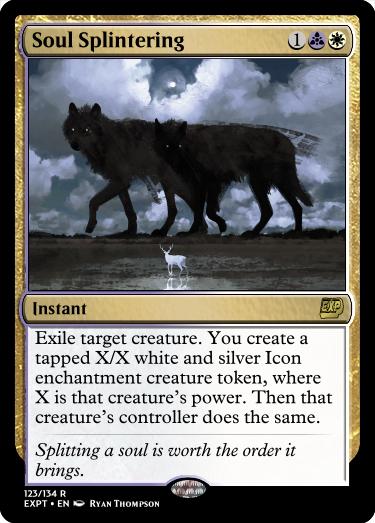 Soul Splintering 1
Instant
EXP
Exile target creature. You create a
tapped X/X white and silver Icon
enchantment creature token, where
X is that creature's power. Then that
creature's controller does the same.
Splitting a soul is worth the order it
brings.
123/134 R
EXPT • EN Ryan Thompson